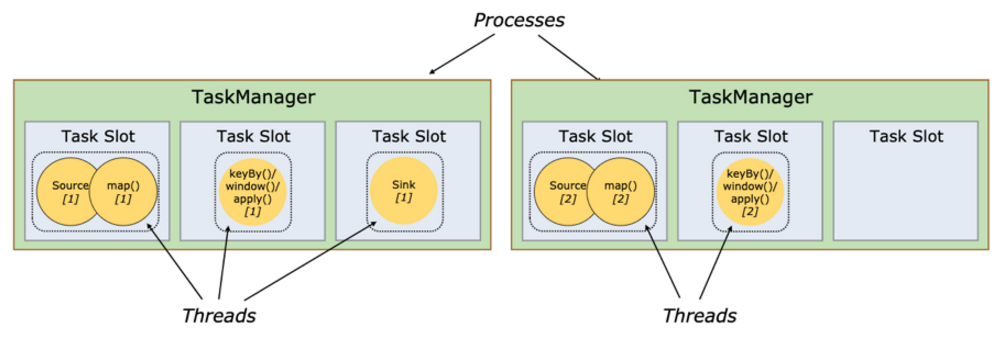 Processes
TaskManager
Task Slot
Source
[1]
map()
[1]
Task Slot
keyBy()/
window()/
apply()
[1]
Task Slot
Sink
[1]
Threads
TaskManager
Task Slot
Source
[2]
map()
[2]
Task Slot
keyBy()/
window()/
apply()
[2]
Task Slot
Threads